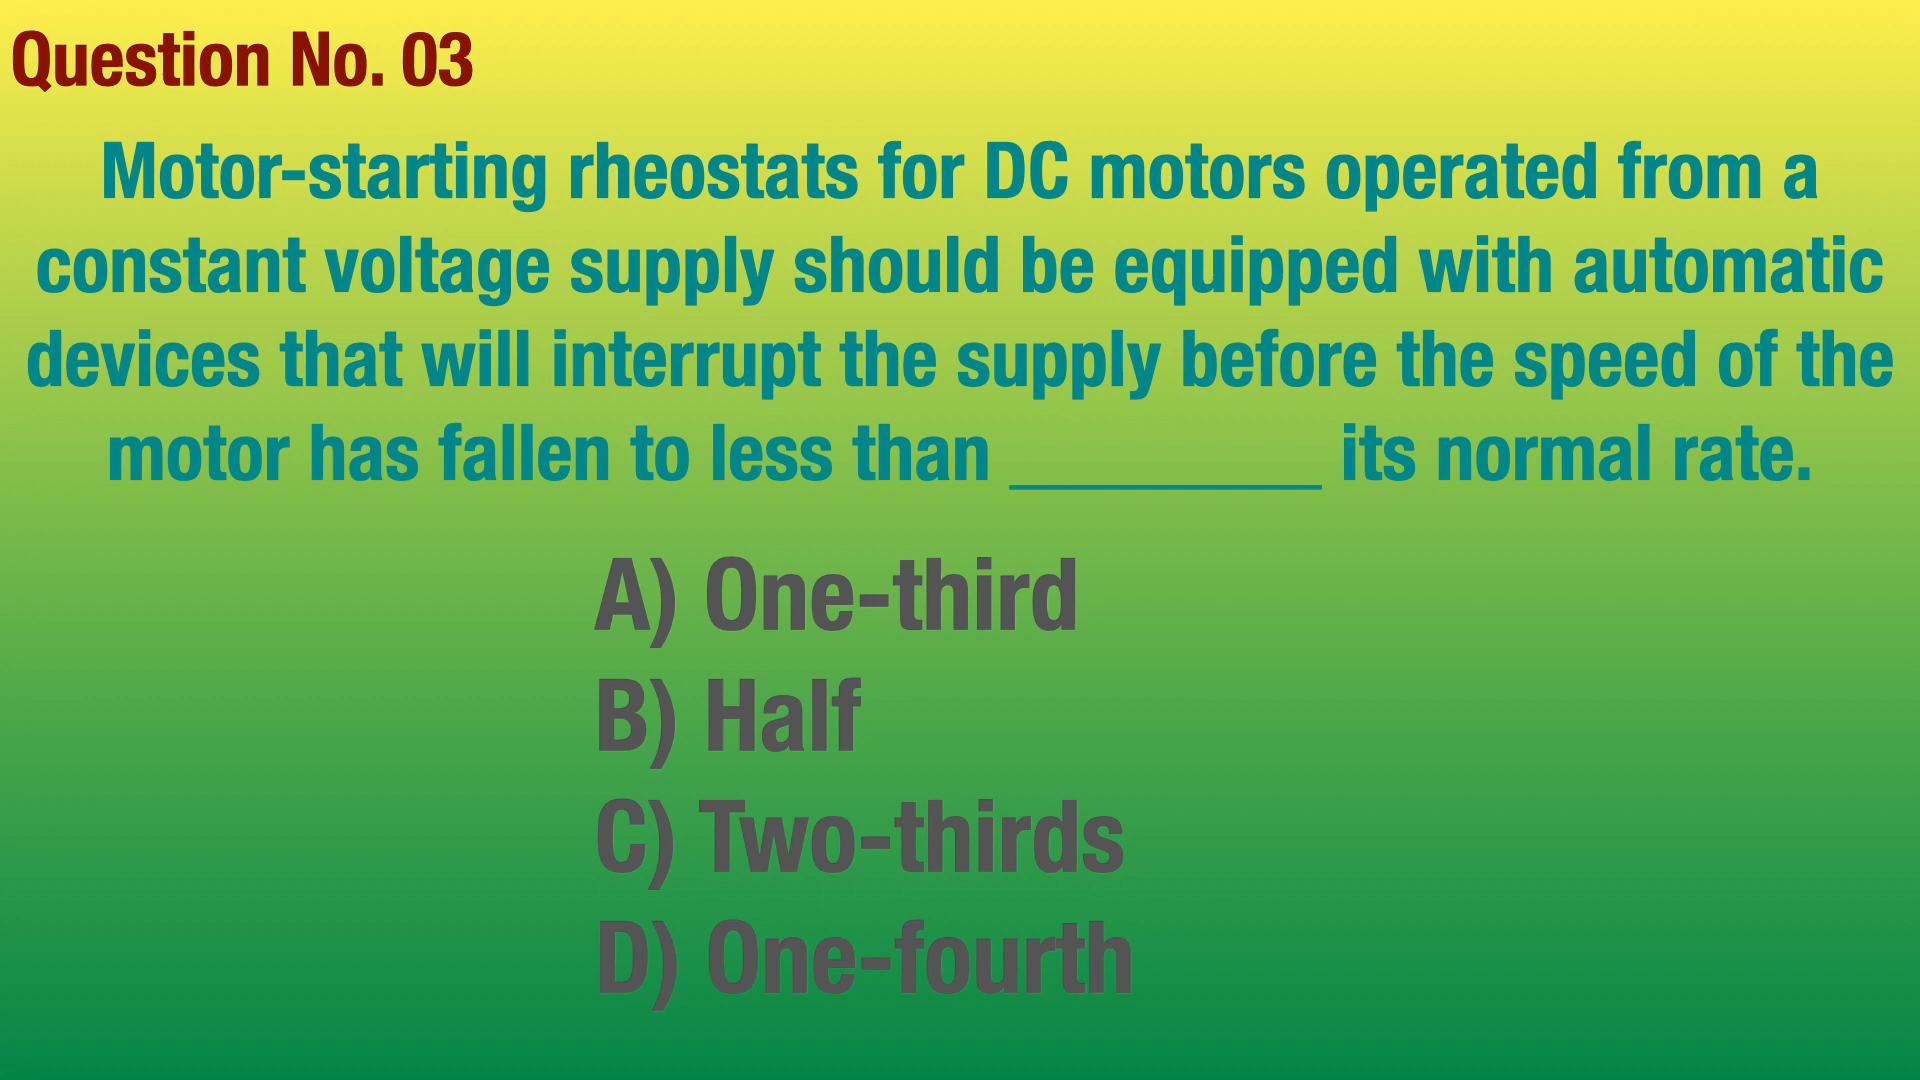 Question No. 03
Motor-starting rheostats for DC motors operated from a
constant voltage supply should be equipped with automatic
devices that will interrupt the supply before the speed of the
motor has fallen to less than __________ its normal rate.
A) One-third
B) Half
C) Two-thirds
D) One-fourth